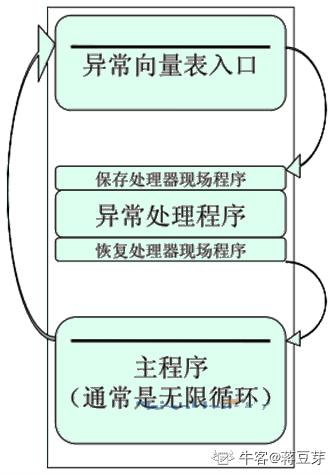 异常向量表入口
保存处理器现场程序
异常处理程序
恢复处理器现场程序
主程序
（通常是无限循环）
牛客@蒋豆芽